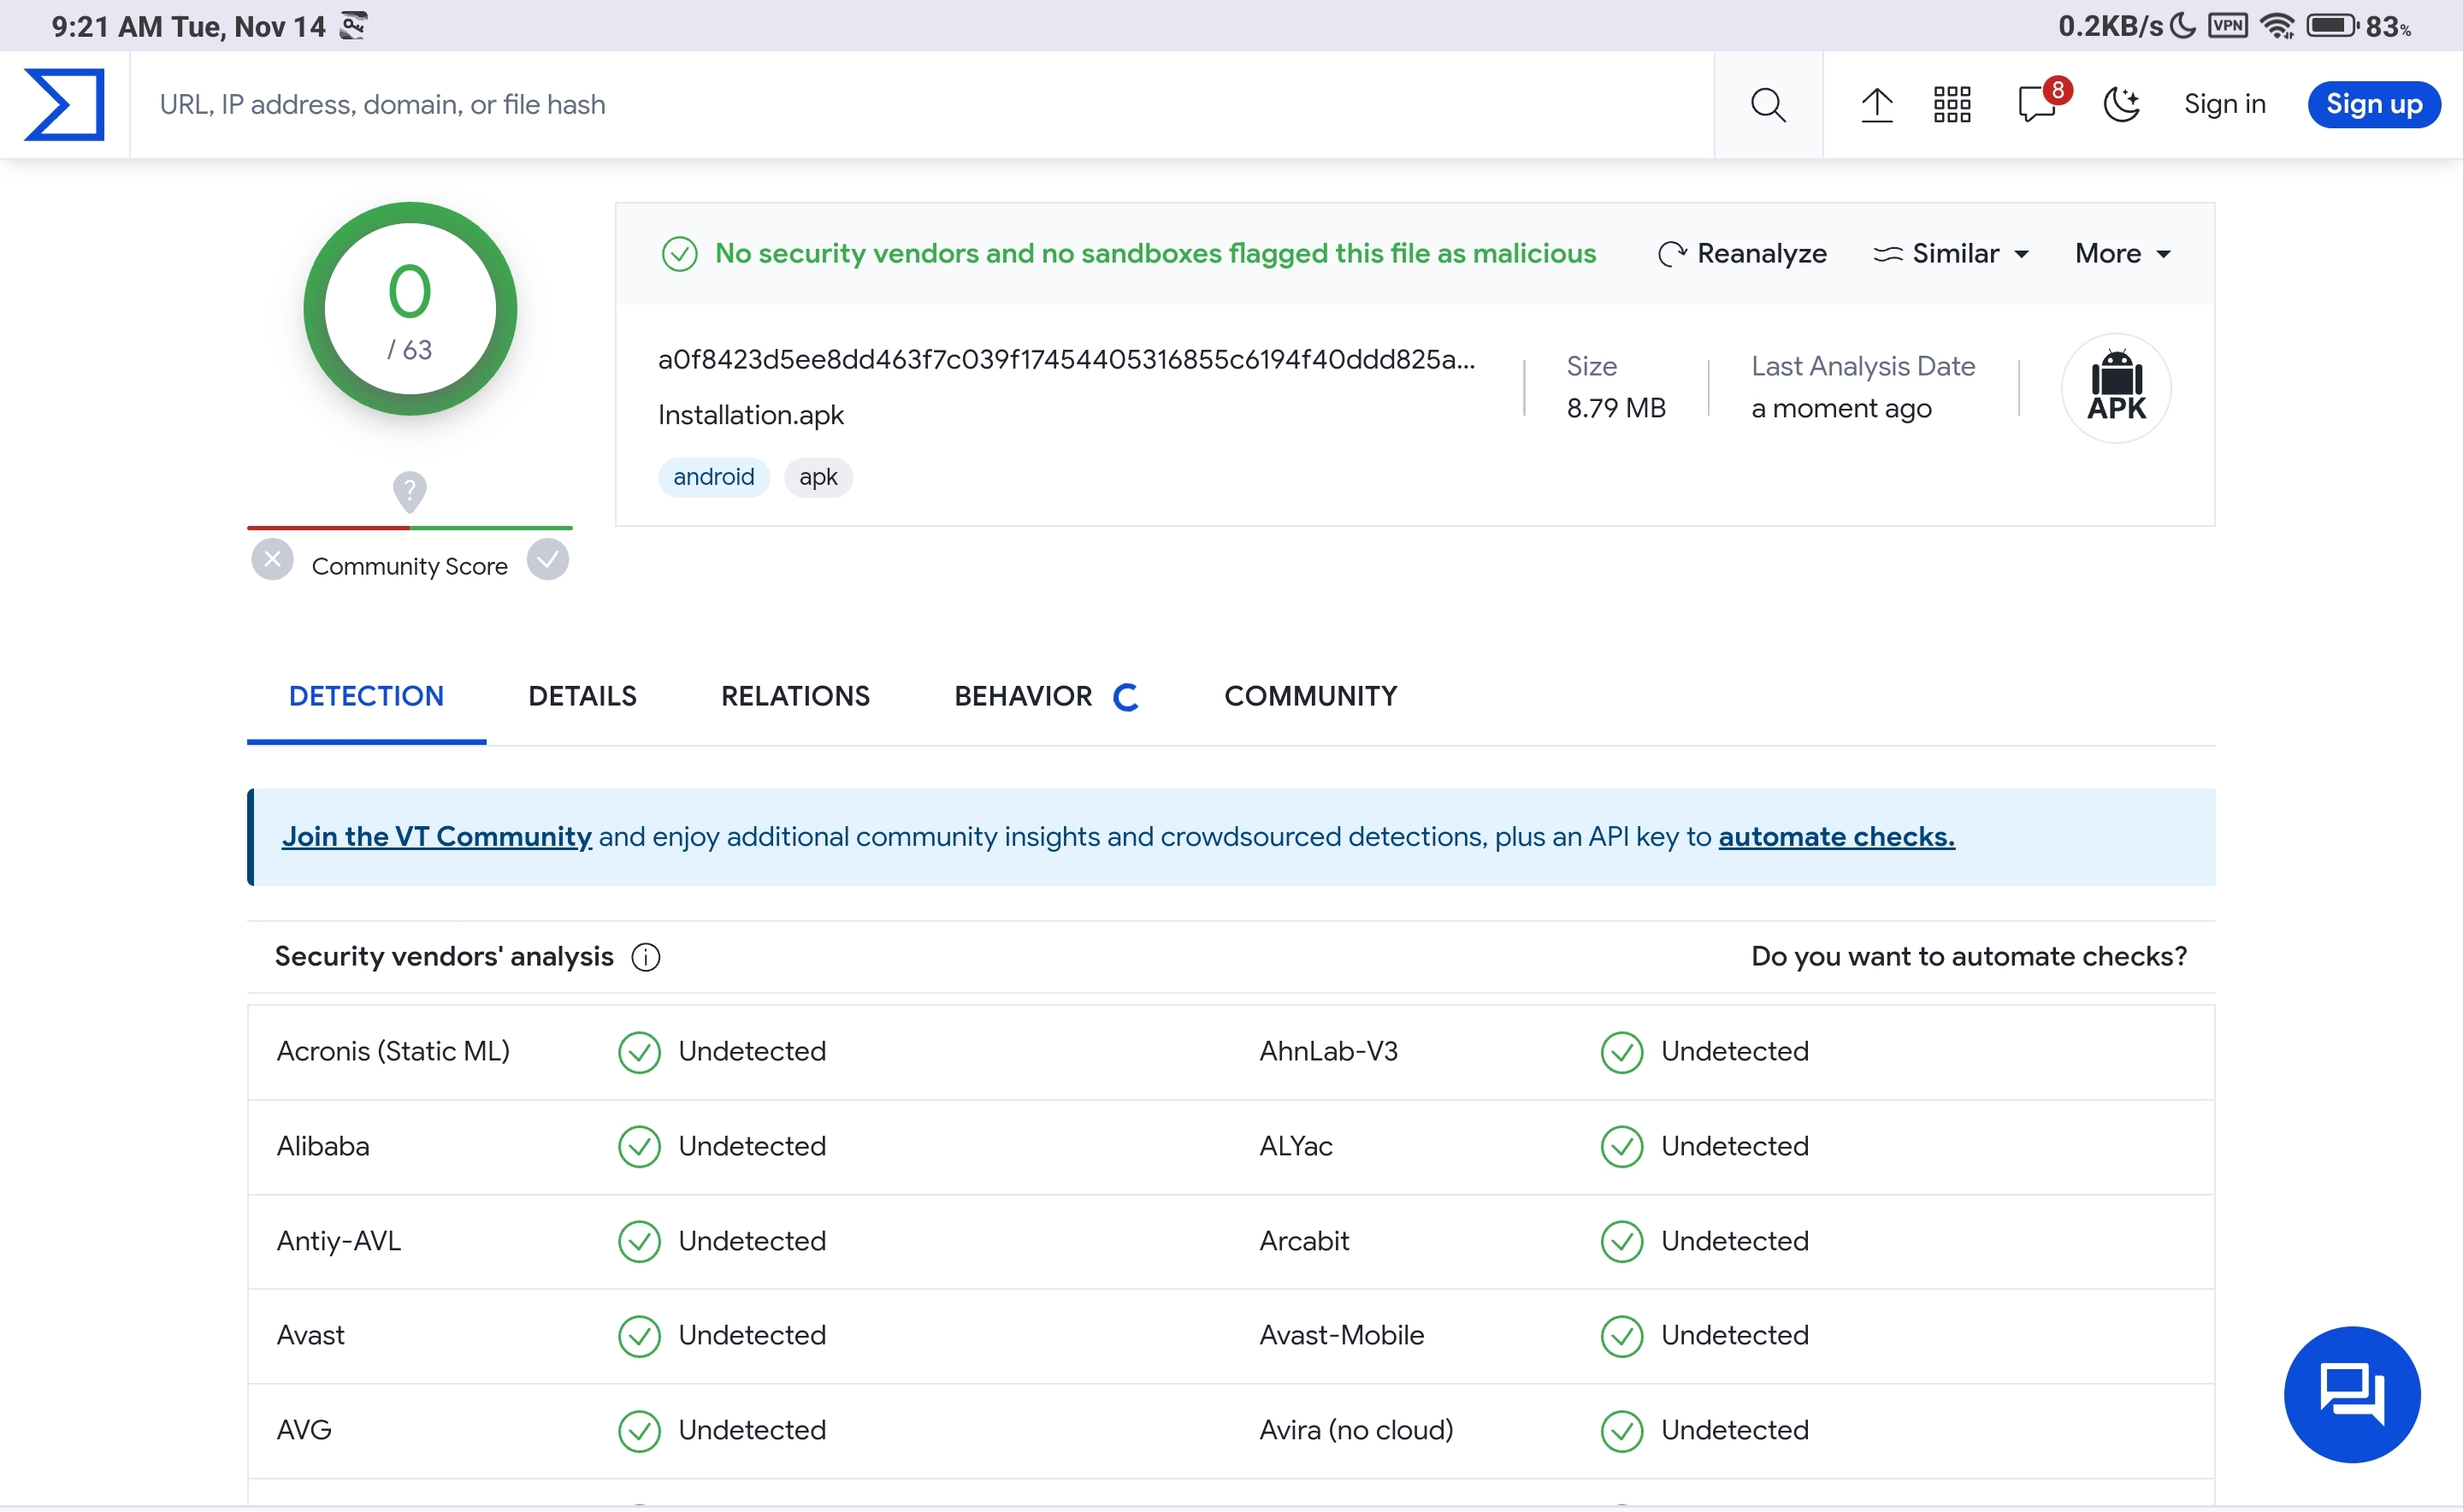 9:21 AM Tue, Nov 14
0.2KB/s VPN 83%
URL, IP address, domain, or file hash
8
Sign in
Sign up
0
/ 63
Community Score
No security vendors and no sandboxes flagged this file as malicious
Reanalyze
Similar
More
a0f8423d5ee8dd463f7c039f17454405316855c6194f40ddd825a...
Installation.apk
android
apk
Size
8.79 MB
Last Analysis Date
a moment ago
APK
DETECTION
DETAILS
RELATIONS
BEHAVIOR
COMMUNITY
Join the VT Community and enjoy additional community insights and crowdsourced detections, plus an API key to automate checks.
Security vendors' analysis
Do you want to automate checks?
Acronis (Static ML) Undetected AhnLab-V3 Undetected
Alibaba Undetected ALYac Undetected
Antiy-AVL Undetected Arcabit Undetected
Avast Undetected Avast-Mobile Undetected
AVG Undetected Avira (no cloud) Undetected